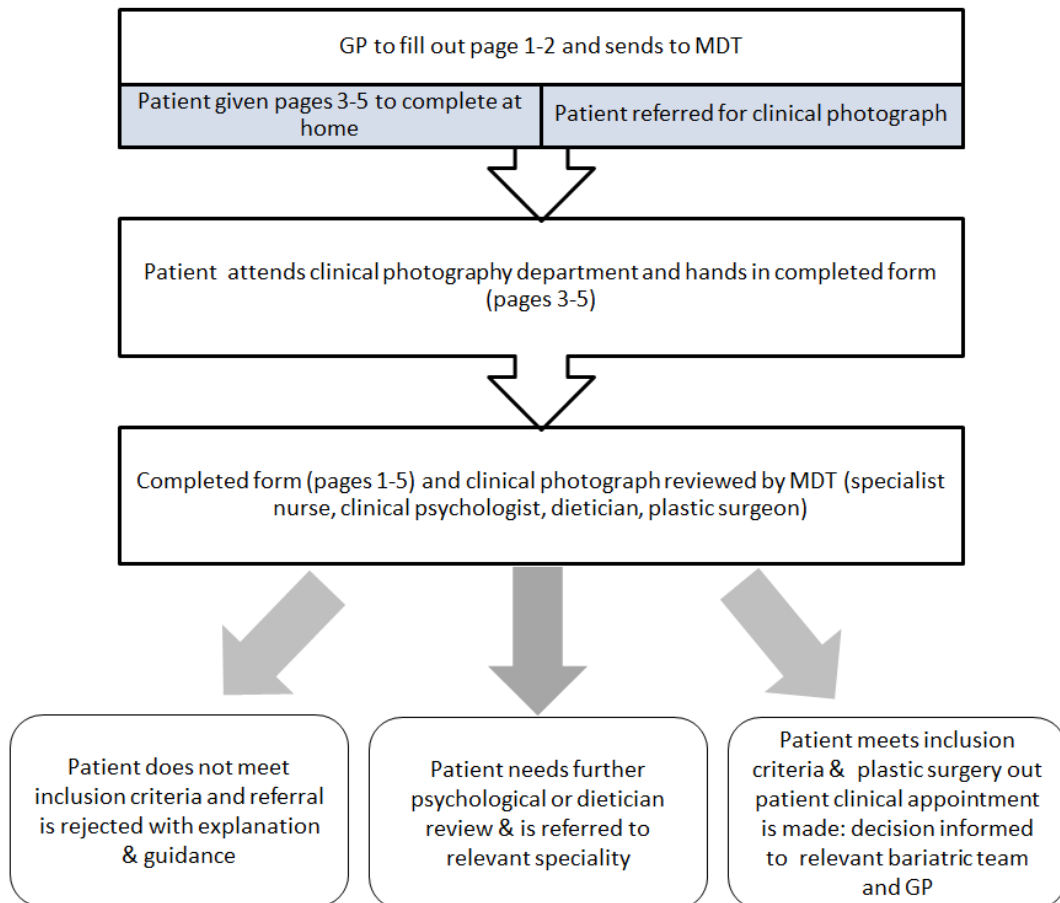 GP to fill out page 1-2 and sends to MDT
Patient given pages 3-5 to complete at
home
Patient referred for clinical photograph
Patient attends clinical photography department and hands in completed form
(pages 3-5)
Completed form (pages 1-5) and clinical photograph reviewed by MDT (specialist
nurse, clinical psychologist, dietician, plastic surgeon)
Patient does not meet
inclusion criteria and referral
is rejected with explanation
& guidance
Patient needs further
psychological or dietician
review & is referred to
relevant speciality
Patient meets inclusion
criteria & plastic surgery out
patient clinical appointment
is made: decision informed
to relevant bariatric team
and GP